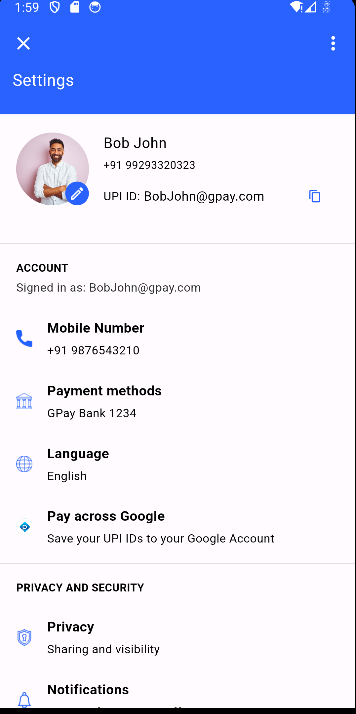 1:59
Settings
Bob John
+91 99293320323
UPI ID: BobJohn@gpay.com
ACCOUNT
Signed in as: BobJohn@gpay.com
Mobile Number
+91 9876543210
Payment methods
GPay Bank 1234
Language
English
Pay across Google
Save your UPI IDs to your Google Account
PRIVACY AND SECURITY
Privacy
Sharing and visibility
Notifications